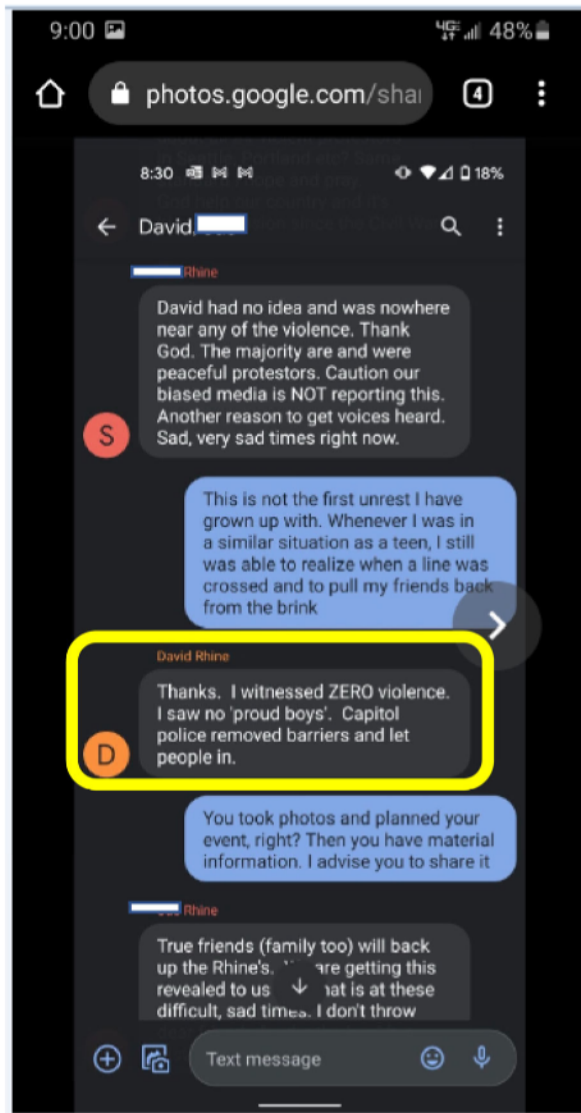 9:00 4GE 48%
photos.google.com/shai 4
8:30 18%
David,
Rhine
David had no idea and was nowhere
near any of the violence. Thank
God. The majority are and were
peaceful protestors. Caution our
biased media is NOT reporting this.
Another reason to get voices heard.
Sad, very sad times right now.
S
This is not the first unrest I have
grown up with. Whenever I was in
a similar situation as a teen, I still
was able to realize when a line was
crossed and to pull my friends back
from the brink
David Rhine
Thanks. I witnessed ZERO violence.
I saw no 'proud boys'. Capitol
police removed barriers and let
people in.
D
You took photos and planned your
event, right? Then you have material
information. I advise you to share it
Rhine
True friends (family too) will back
up the Rhine's. are getting this
revealed to us at is at these
difficult, sad times. I don't throw
Text message